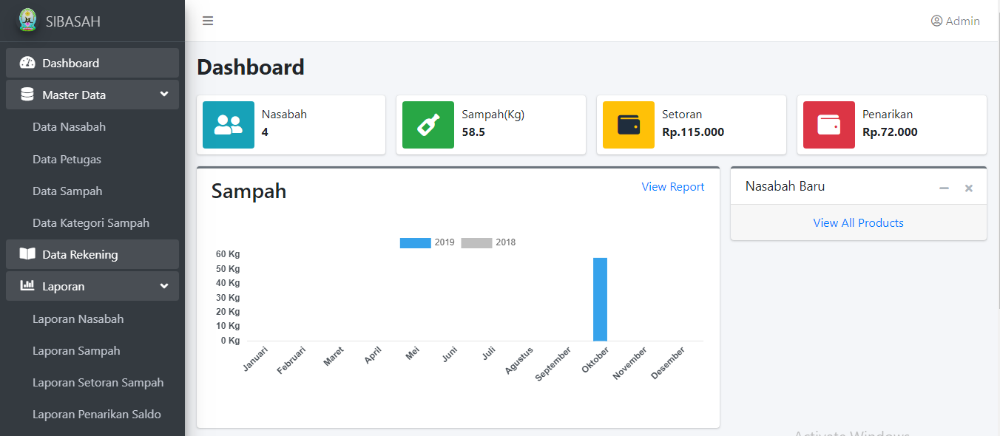 SIBASAH
Admin
Dashboard
Master Data
Data Nasabah
Data Petugas
Data Sampah
Data Kategori Sampah
Data Rekening
Laporan
Laporan Nasabah
Laporan Sampah
Laporan Setoran Sampah
Laporan Penarikan Saldo
Dashboard
Nasabah
4
Sampah(Kg)
58.5
Setoran
Rp.115.000
Penarikan
Rp.72.000
Sampah
View Report
2019 2018
60 Kg
50 Kg
40 Kg
30 Kg
20 Kg
10 Kg
0 Kg
Januari Februari Maret April Mei Juni Juli Agustus September Oktober November Desember
Nasabah Baru
View All Products
Activate Windows